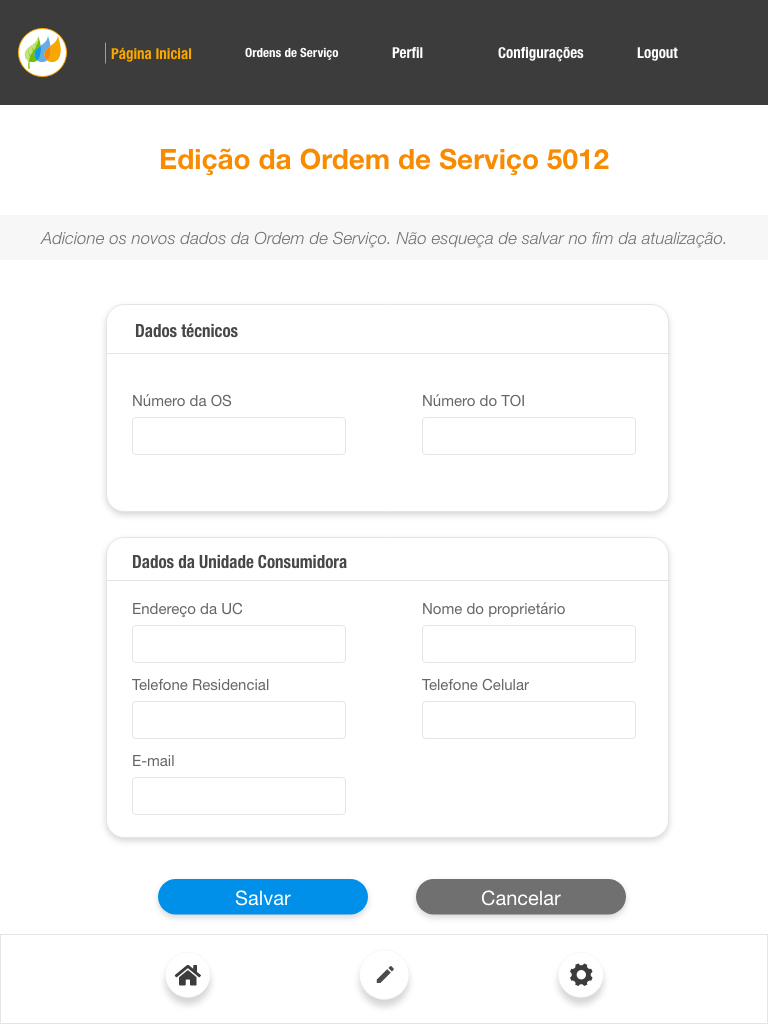 Página Inicial
Ordens de Serviço
Perfil
Configurações
Logout
Edição da Ordem de Serviço 5012
Adicione os novos dados da Ordem de Serviço. Não esqueça de salvar no fim da atualização.
Dados técnicos
Número da OS
Número do TOI
Dados da Unidade Consumidora
Endereço da UC
Nome do proprietário
Telefone Residencial
Telefone Celular
E-mail
Salvar
Cancelar